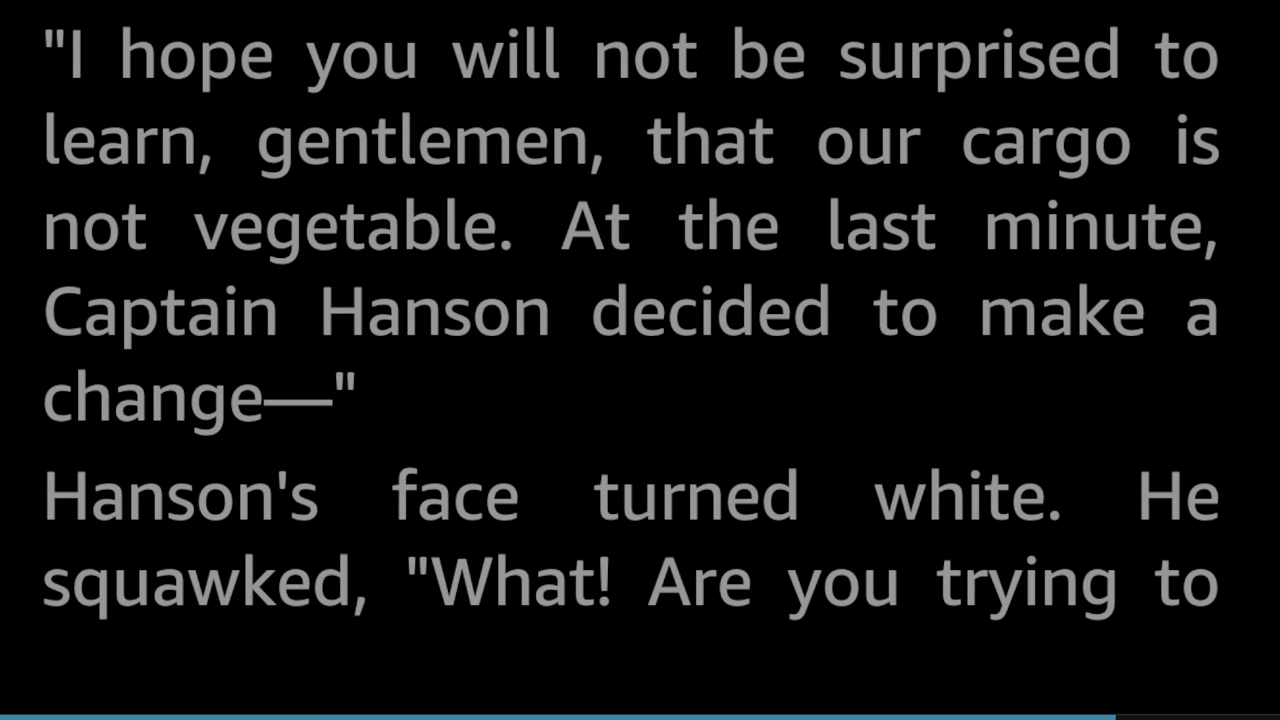 "I hope you will not be surprised to
learn, gentlemen, that our cargo is
not vegetable. At the last minute,
Captain Hanson decided to make a
change—"
Hanson's face turned white. He
squawked, "What! Are you trying to